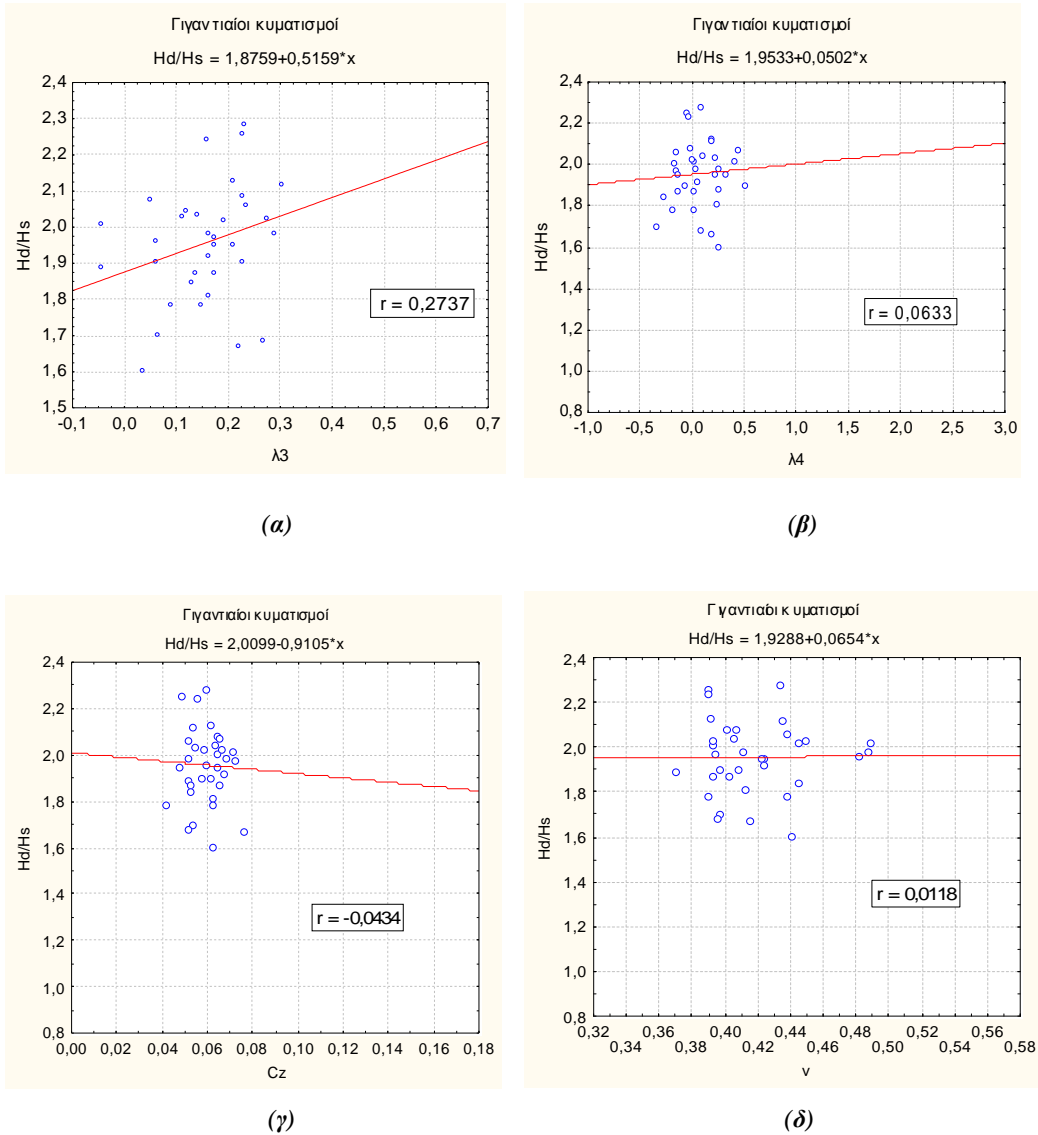 Γιγαντιαίοι κυματισμοί
Hd/Hs = 1,8759+0,5159*x
2,4
2,3
2,2
2,1
2,0
1,9
1,8
1,7
1,6
1,5
Hd/Hs
r = 0,2737
-0,1 0,0 0,1 0,2 0,3 0,4 0,5 0,6 0,7
λ3
(α)
Γιγαντιαίοι κυματισμοί
Hd/Hs = 1,9533+0,0502*x
2,4
2,2
2,0
1,8
1,6
1,4
1,2
1,0
0,8
Hd/Hs
r = 0,0633
-1,0 -0,5 0,0 0,5 1,0 1,5 2,0 2,5 3,0
λ4
(β)
Γιγαντιαίοι κυματισμοί
Hd/Hs = 2,0099-0,9105*x
2,4
2,2
2,0
1,8
1,6
1,4
1,2
1,0
0,8
Hd/Hs
r = -0,0434
0,00 0,02 0,04 0,06 0,08 0,10 0,12 0,14 0,16 0,18
Cz
(γ)
Γιγαντιαίοι κυματισμοί
Hd/Hs = 1,9288+0,0654*x
2,4
2,2
2,0
1,8
1,6
1,4
1,2
1,0
0,8
Hd/Hs
r = 0,0118
0,32 0,36 0,40 0,44 0,48 0,52 0,56
0,34 0,38 0,42 0,46 0,50 0,54 0,58
ν
(δ)